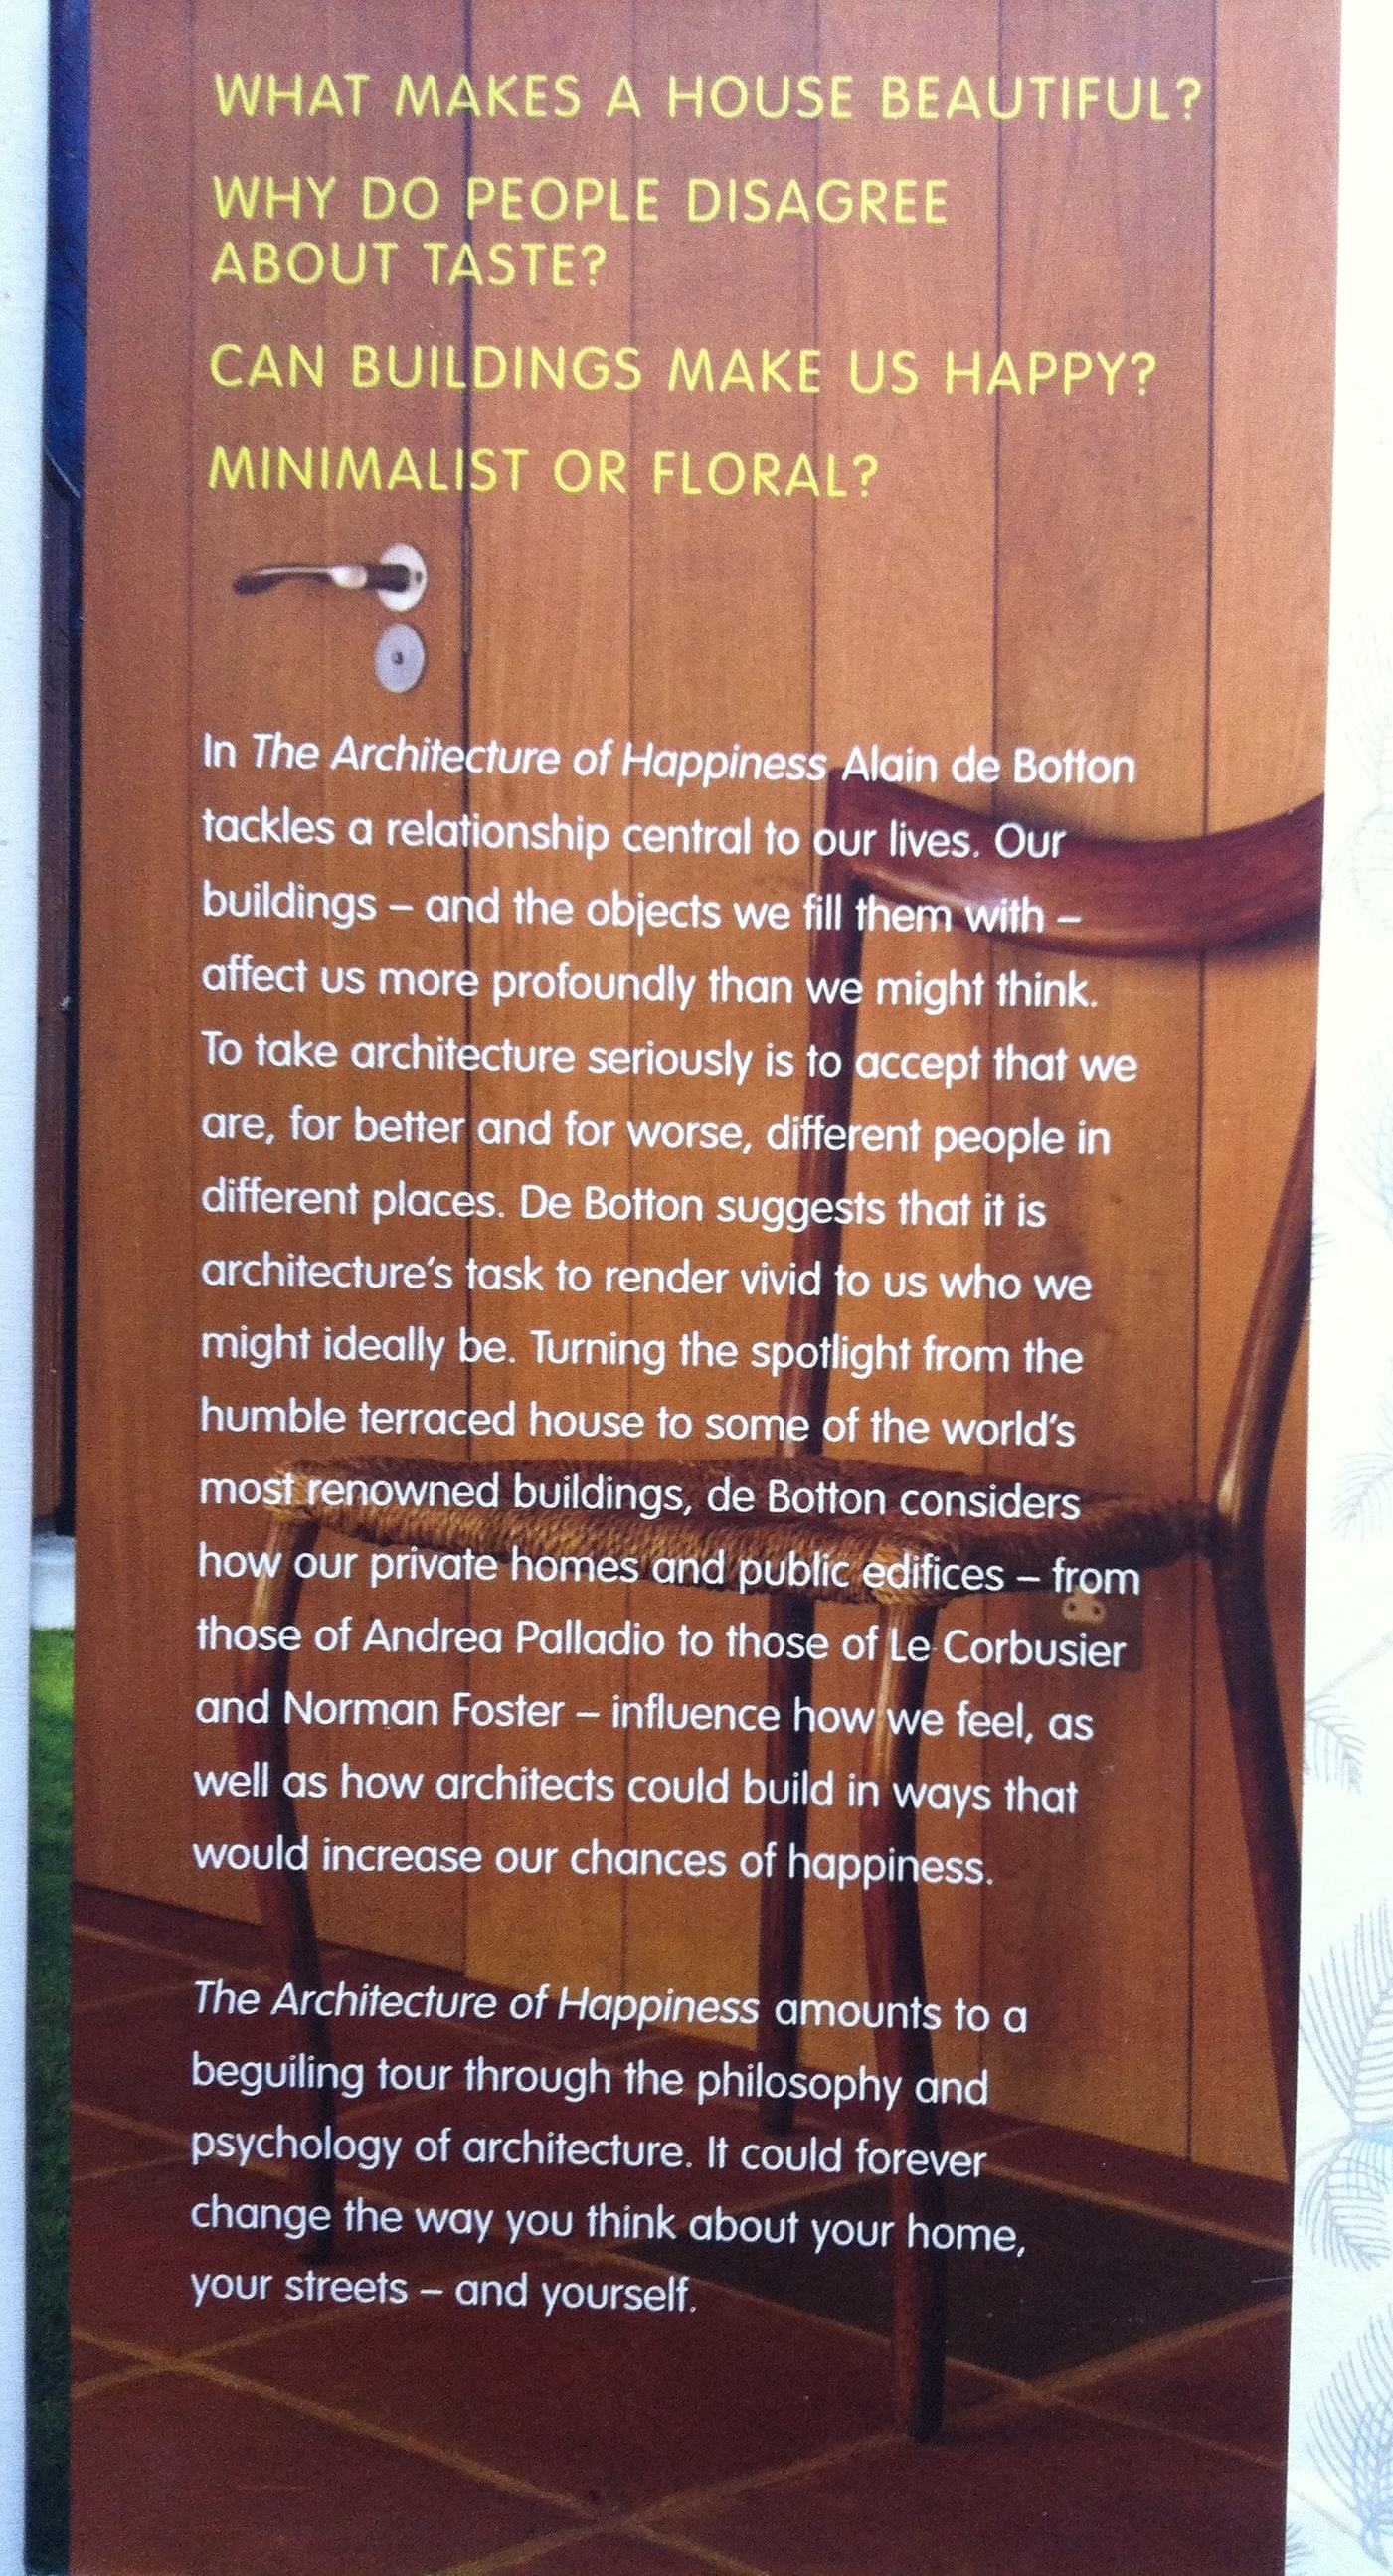 WHAT MAKES A HOUSE BEAUTIFUL?
WHY DO PEOPLE DISAGREE
ABOUT TASTE?
CAN BUILDINGS MAKE US HAPPY?
MINIMALIST OR FLORAL?
In The Architecture of Happiness Alain de Botton
tackles a relationship central to our lives. Our
buildings – and the objects we fill them with –
affect us more profoundly than we might think.
To take architecture seriously is to accept that we
are, for better and for worse, different people in
different places. De Botton suggests that it is
architecture's task to render vivid to us who we
might ideally be. Turning the spotlight from the
humble terraced house to some of the world's
most renowned buildings, de Botton considers
how our private homes and public edifices – from
those of Andrea Palladio to those of Le Corbusier
and Norman Foster – influence how we feel, as
well as how architects could build in ways that
would increase our chances of happiness.
The Architecture of Happiness amounts to a
beguiling tour through the philosophy and
psychology of architecture. It could forever
change the way you think about your home,
your streets – and yourself.